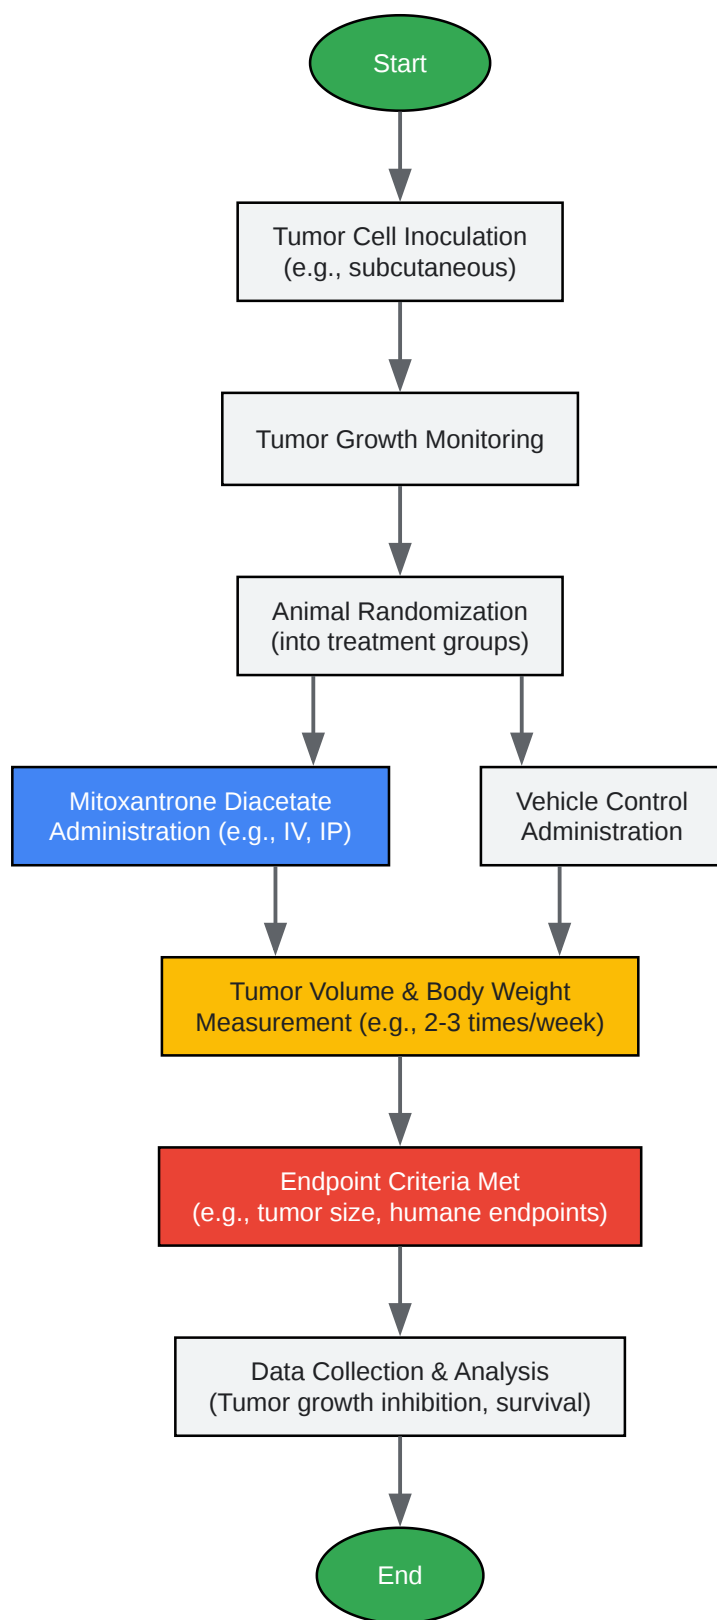 Start
Tumor Cell Inoculation
(e.g., subcutaneous)
Tumor Growth Monitoring
Animal Randomization
(into treatment groups)
Mitoxantrone Diacetate
Administration (e.g., IV, IP)
Vehicle Control
Administration
Tumor Volume & Body Weight
Measurement (e.g., 2-3 times/week)
Endpoint Criteria Met
(e.g., tumor size, humane endpoints)
Data Collection & Analysis
(Tumor growth inhibition, survival)
End